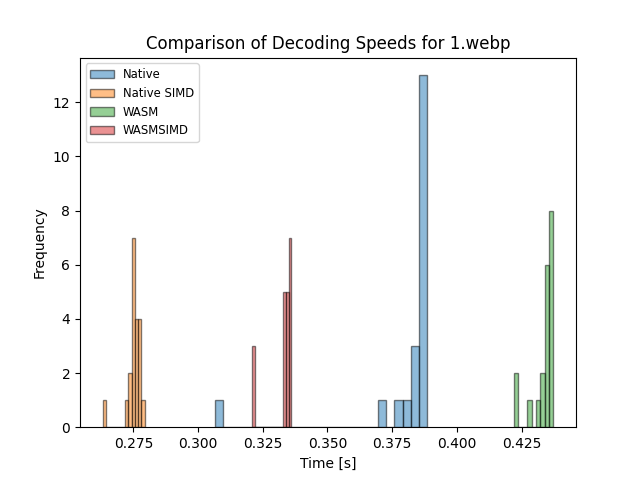 Comparison of Decoding Speeds for 1.webp
Native
Native SIMD
WASM
WASMSIMD
12
10
8
6
4
2
0
Frequency
0.275 0.300 0.325 0.350 0.375 0.400 0.425
Time [s]